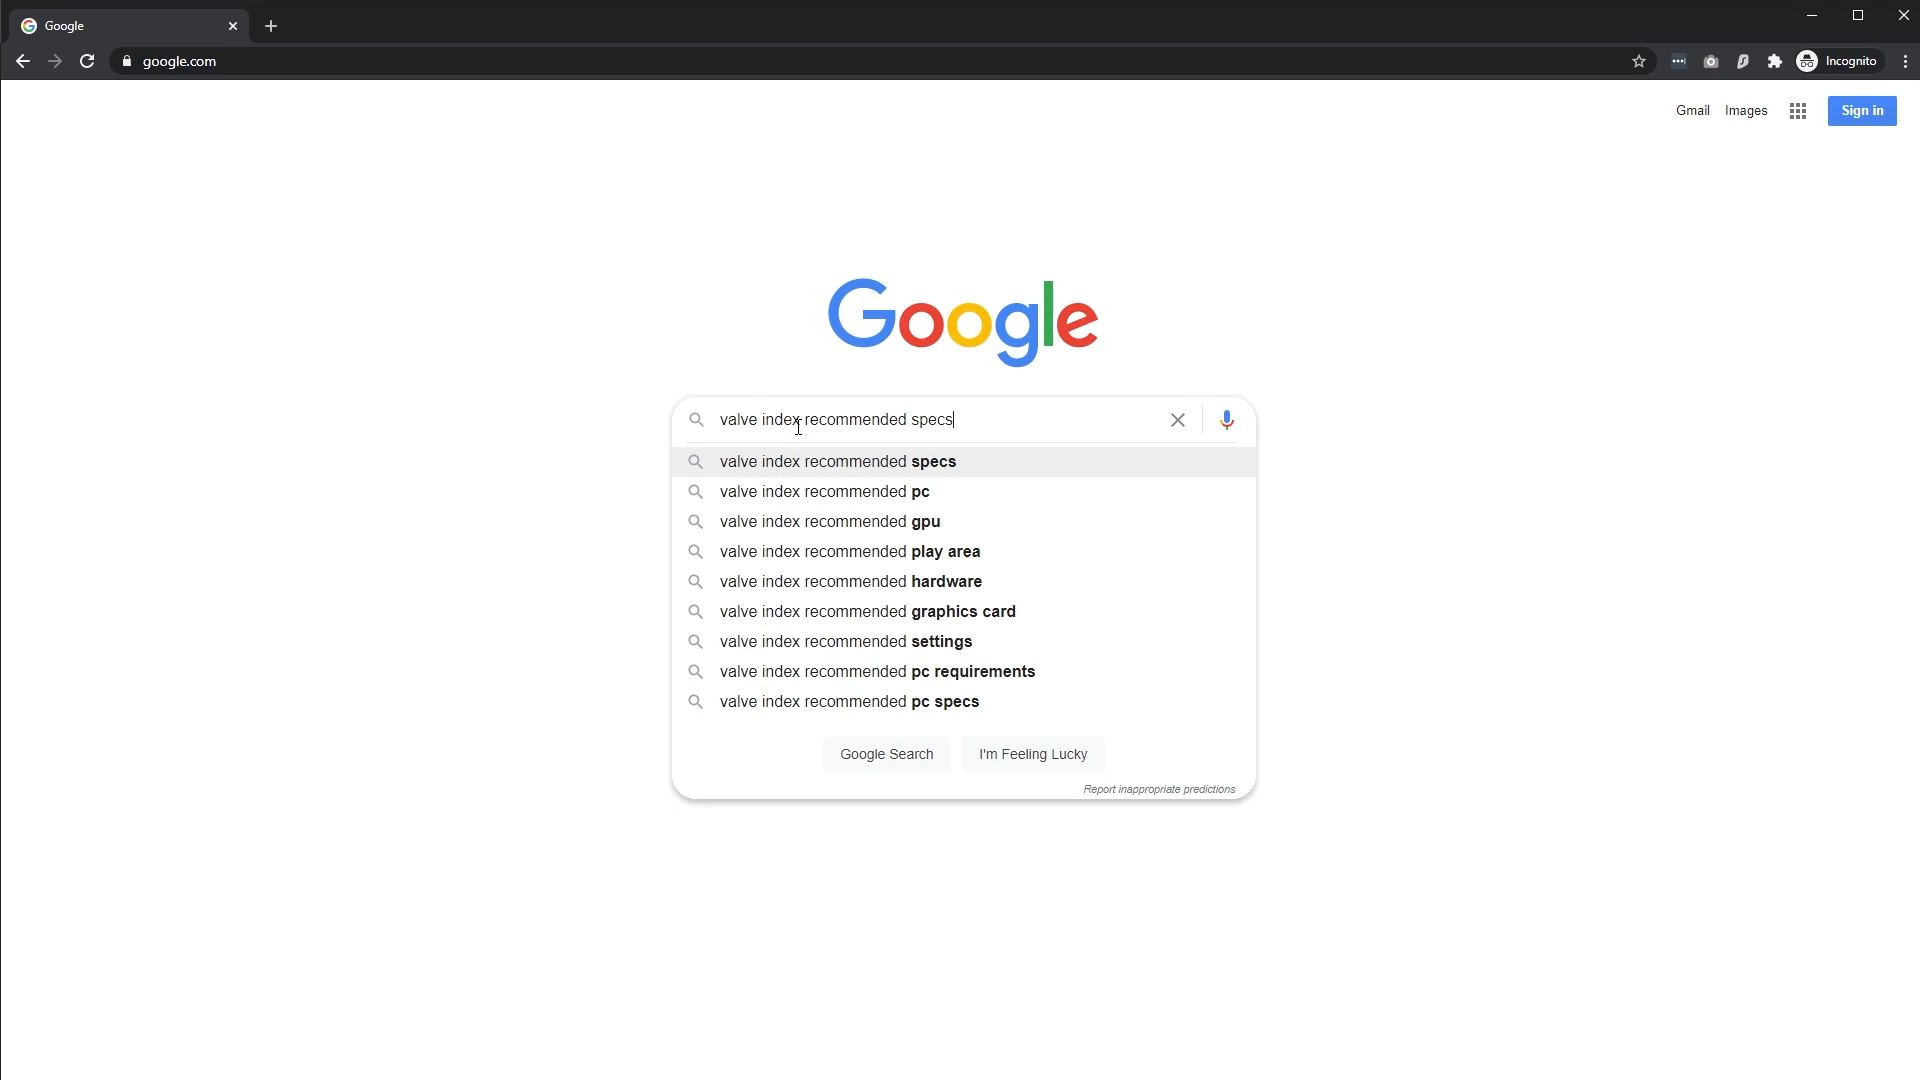 Google
google.com
Incognito
Gmail Images Sign in
Google
valve index recommended specs
valve index recommended specs
valve index recommended pc
valve index recommended gpu
valve index recommended play area
valve index recommended hardware
valve index recommended graphics card
valve index recommended settings
valve index recommended pc requirements
valve index recommended pc specs
Google Search I'm Feeling Lucky
Report inappropriate predictions